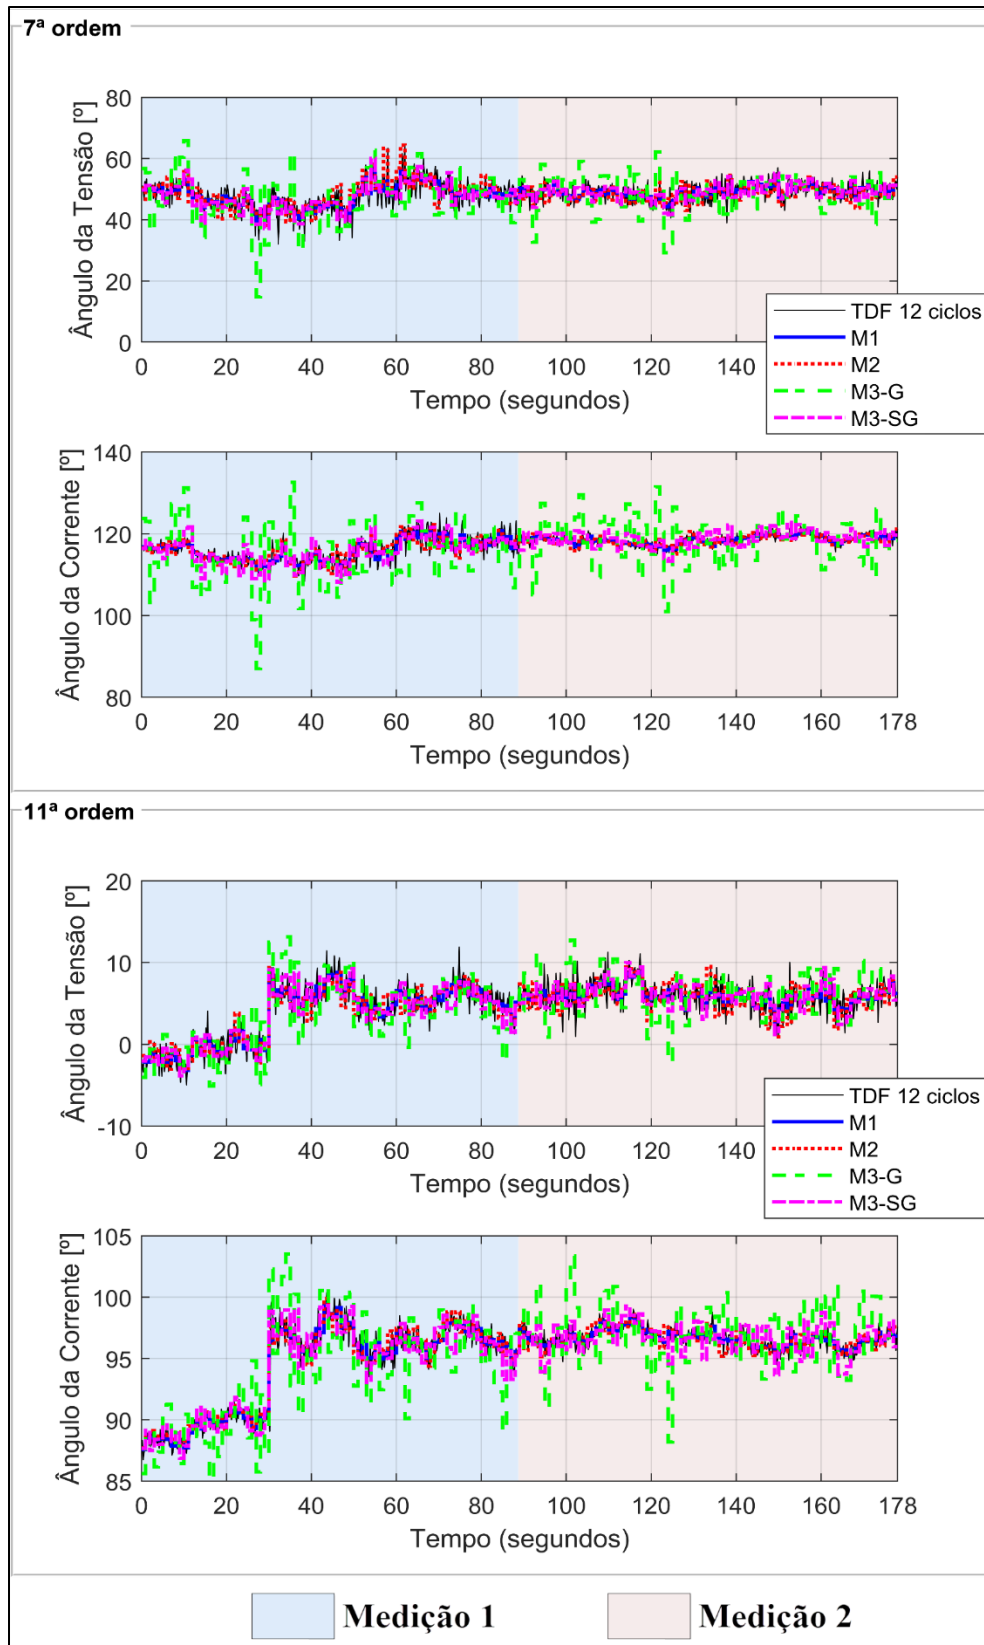 7ª ordem
Ângulo da Tensão [º]
80
60
40
20
0
0 20 40 60 80 100 120 140 160 178
Tempo (segundos)
TDF 12 ciclos
M1
M2
M3-G
M3-SG
Ângulo da Corrente [º]
140
120
100
80
0 20 40 60 80 100 120 140 160 178
Tempo (segundos)
11ª ordem
Ângulo da Tensão [º]
20
10
0
-10
0 20 40 60 80 100 120 140 160 178
Tempo (segundos)
TDF 12 ciclos
M1
M2
M3-G
M3-SG
Ângulo da Corrente [º]
105
100
95
90
85
0 20 40 60 80 100 120 140 160 178
Tempo (segundos)
Medição 1
Medição 2